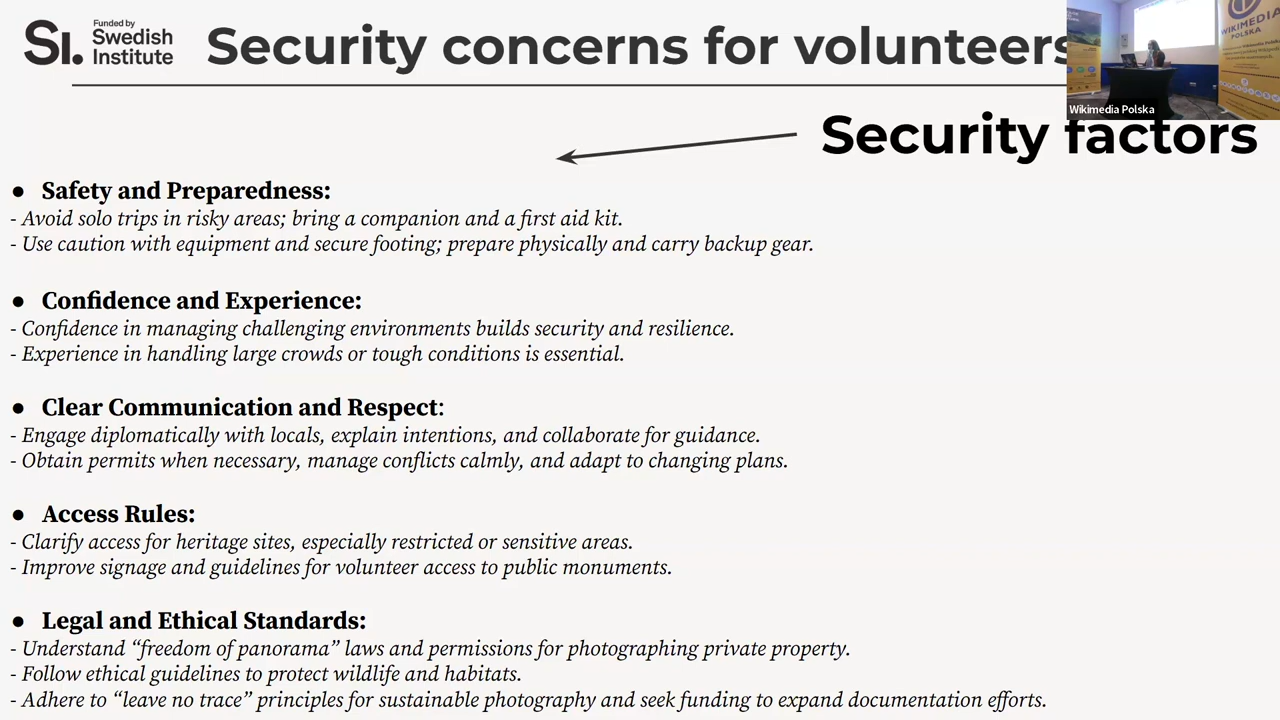 Funded by
SI. Swedish
Institute
Security concerns for volunteers
WIKIMEDIA
POLSKA
Wikimedia Polska
Security factors
● Safety and Preparedness:
- Avoid solo trips in risky areas; bring a companion and a first aid kit.
- Use caution with equipment and secure footing; prepare physically and carry backup gear.
● Confidence and Experience:
- Confidence in managing challenging environments builds security and resilience.
- Experience in handling large crowds or tough conditions is essential.
● Clear Communication and Respect:
- Engage diplomatically with locals, explain intentions, and collaborate for guidance.
- Obtain permits when necessary, manage conflicts calmly, and adapt to changing plans.
● Access Rules:
- Clarify access for heritage sites, especially restricted or sensitive areas.
- Improve signage and guidelines for volunteer access to public monuments.
● Legal and Ethical Standards:
- Understand “freedom of panorama” laws and permissions for photographing private property.
- Follow ethical guidelines to protect wildlife and habitats.
- Adhere to “leave no trace” principles for sustainable photography and seek funding to expand documentation efforts.